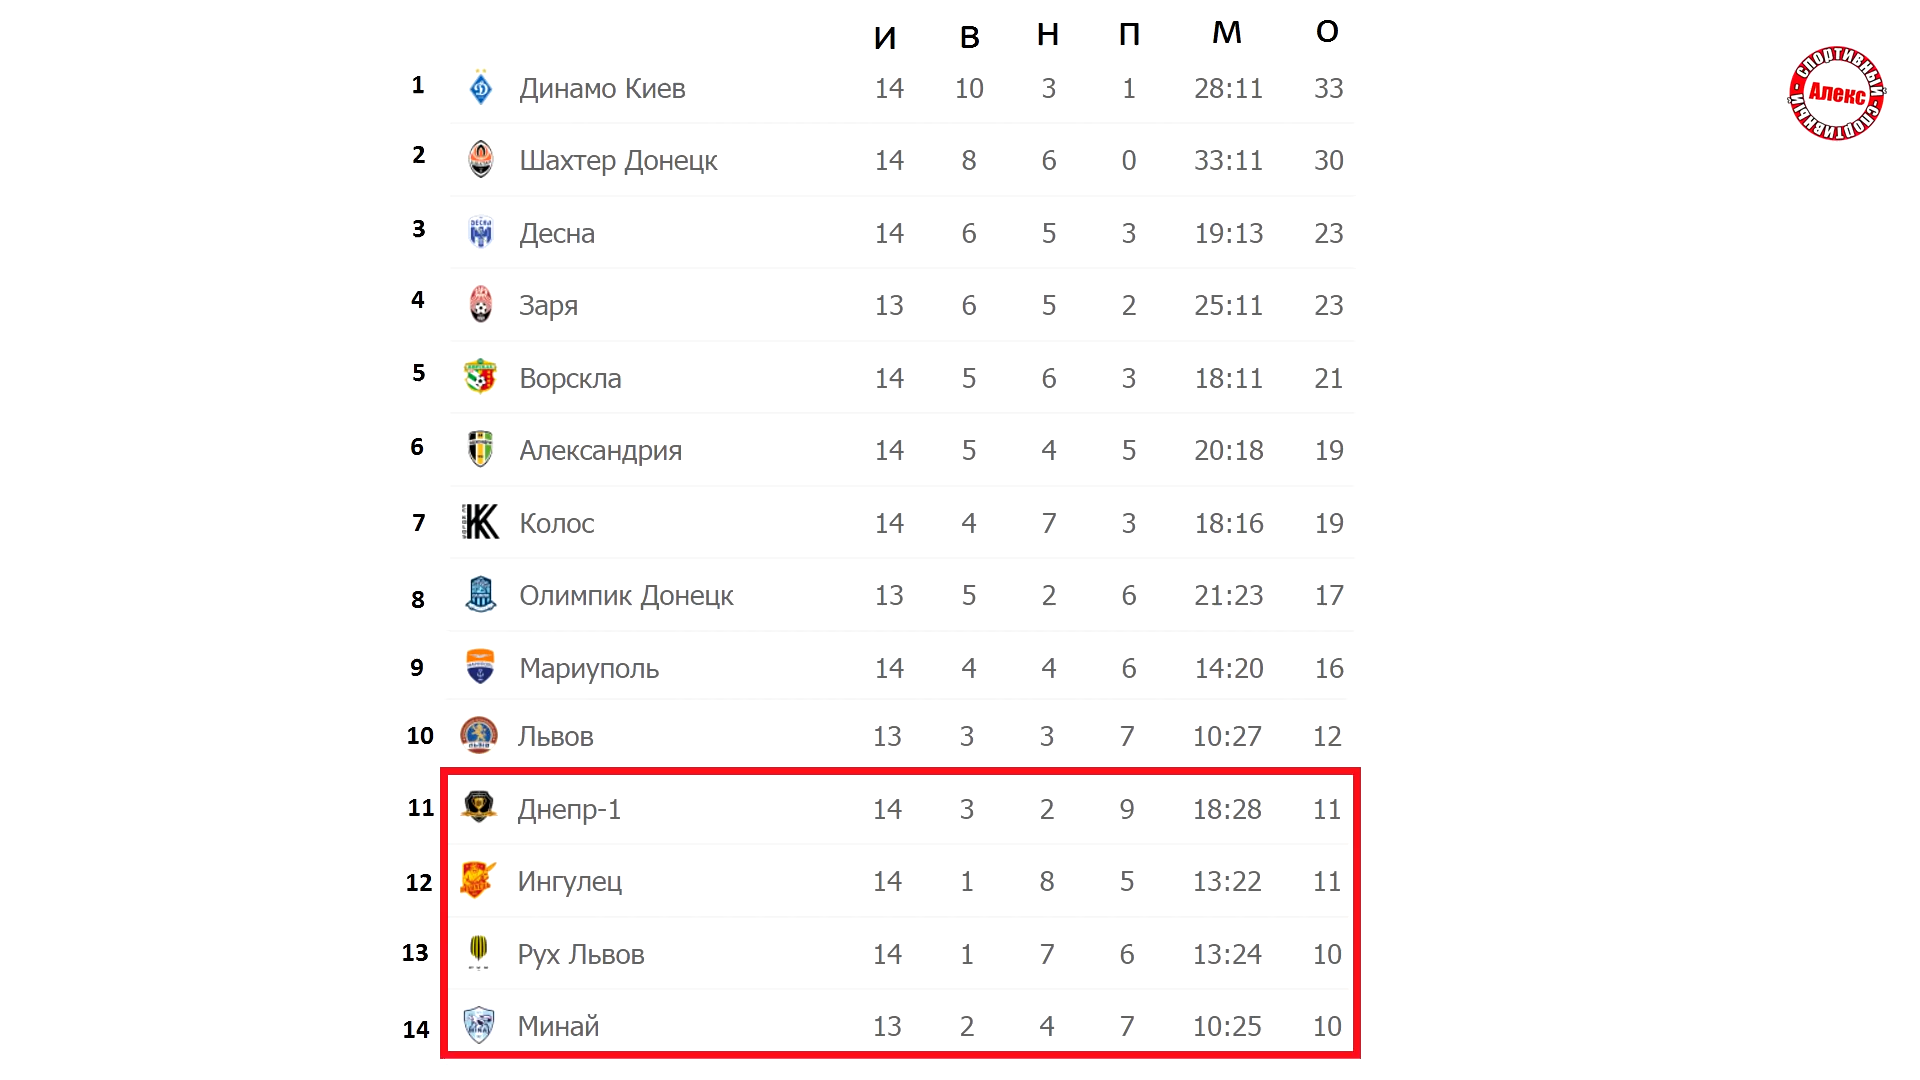 И В Н П М О
1 Динамо Киев 14 10 3 1 28:11 33
2 Шахтер Донецк 14 8 6 0 33:11 30
3 Десна 14 6 5 3 19:13 23
4 Заря 13 6 5 2 25:11 23
5 Ворскла 14 5 6 3 18:11 21
6 Александрия 14 5 4 5 20:18 19
7 Колос 14 4 7 3 18:16 19
8 Олимпик Донецк 13 5 2 6 21:23 17
9 Мариуполь 14 4 4 6 14:20 16
10 Львов 13 3 3 7 10:27 12
11 Днепр-1 14 3 2 9 18:28 11
12 Ингулец 14 1 8 5 13:22 11
13 Рух Львов 14 1 7 6 13:24 10
14 Минай 13 2 4 7 10:25 10
СПОРТИВНЫЙ
Алекс
СПОРТИВНЫЙ